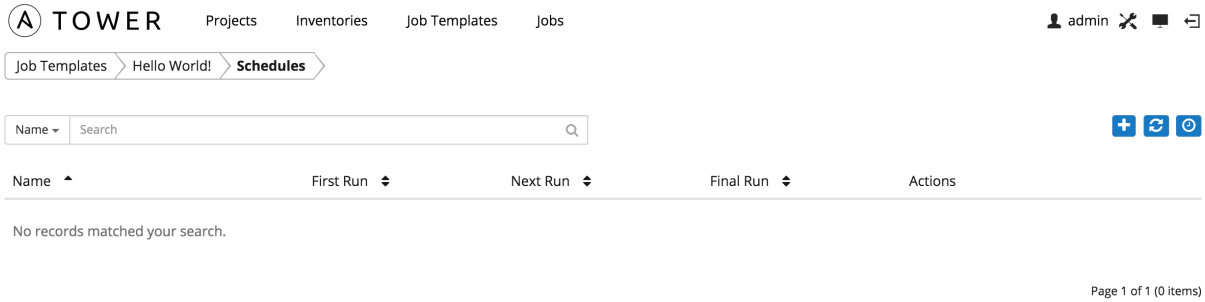 TOWER Projects Inventories Job Templates Jobs admin
Job Templates Hello World! Schedules
Name Search
Name First Run Next Run Final Run Actions
No records matched your search.
Page 1 of 1 (0 items)